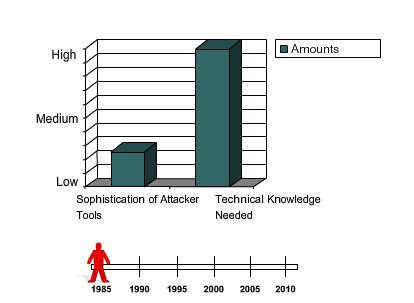 High
Amounts
Medium
Low
Sophistication of Attacker Technical Knowledge
Tools Needed
1985 1990 1995 2000 2005 2010